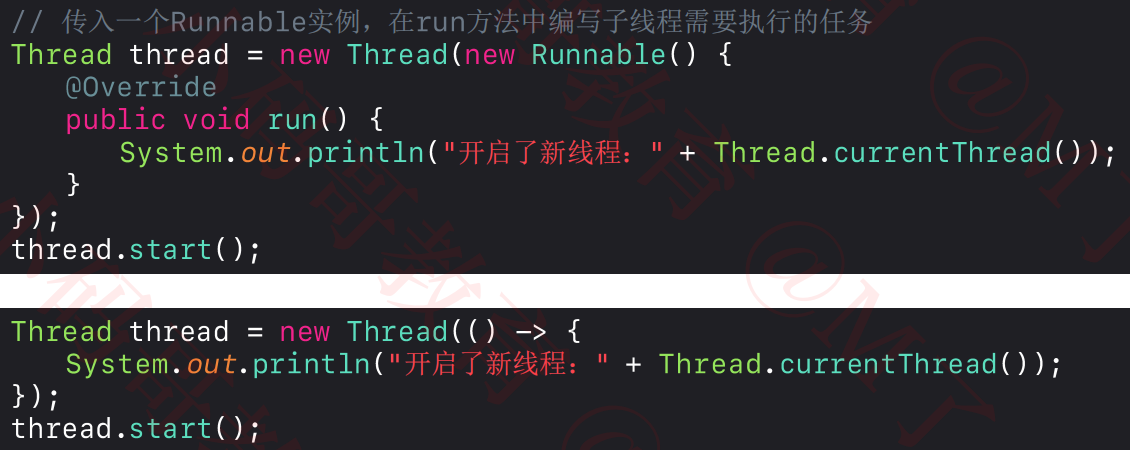 // 传入一个Runnable实例，在run方法中编写子线程需要执行的任务
Thread thread = new Thread(new Runnable() {
@Override
public void run() {
System.out.println("开启了新线程：" + Thread.currentThread());
}
});
thread.start();
Thread thread = new Thread(() -> {
System.out.println("开启了新线程：" + Thread.currentThread());
});
thread.start();